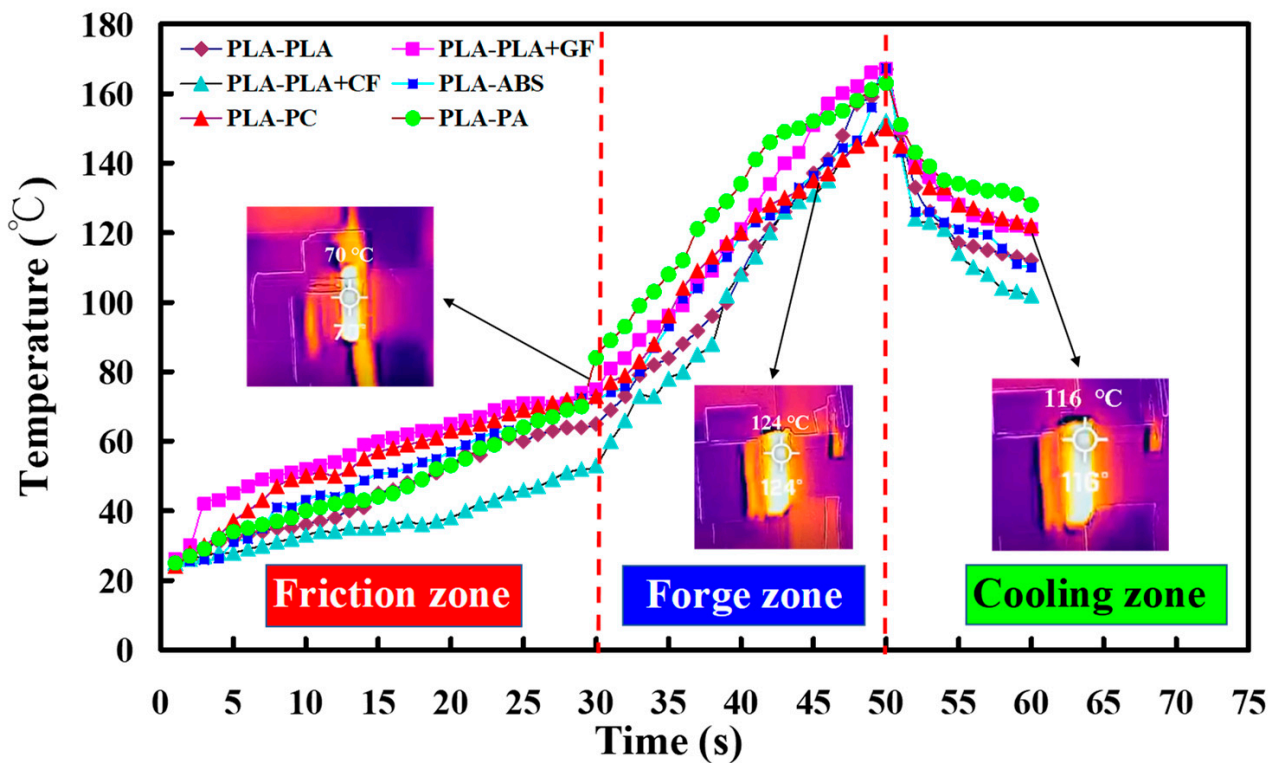 Temperature (℃)
180
160
140
120
100
80
60
40
20
0
PLA-PLA
PLA-PLA+GF
PLA-PLA+CF
PLA-ABS
PLA-PC
PLA-PA
70 °C
124 °C
124°
116 °C
116°
Friction zone
Forge zone
Cooling zone
0 5 10 15 20 25 30 35 40 45 50 55 60 65 70 75
Time (s)